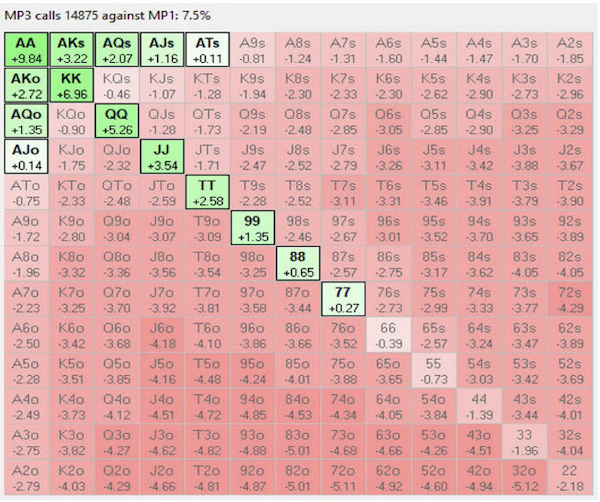 MP3 calls 14875 against MP1: 7.5%
AA AKs AQs AJs ATs A9s A8s A7s A6s A5s A4s A3s A2s
+9.84 +3.22 +2.07 +1.16 +0.11 -0.81 -1.24 -1.31 -1.60 -1.44 -1.47 -1.70 -1.85
AKo KK KQs KJs KTs K9s K8s K7s K6s K5s K4s K3s K2s
+2.72 +6.96 -0.46 -1.07 -1.28 -1.94 -2.30 -2.33 -2.30 -2.62 -2.90 -2.73 -2.96
AQo KQo QQ QJs QTs Q9s Q8s Q7s Q6s Q5s Q4s Q3s Q2s
+1.35 -0.90 +5.26 -1.28 -1.73 -2.19 -2.48 -2.85 -3.05 -2.85 -2.90 -3.25 -3.29
AJo KJo QJo JJ JTs J9s J8s J7s J6s J5s J4s J3s J2s
+0.14 -1.75 -2.32 +3.54 -1.71 -2.47 -2.52 -2.79 -3.26 -3.11 -3.42 -3.88 -3.67
ATo KTo QTo JTo TT T9s T8s T7s T6s T5s T4s T3s T2s
-0.75 -2.33 -2.48 -2.59 +2.58 -2.28 -2.52 -3.11 -3.31 -3.46 -3.91 -3.79 -3.90
A9o K9o Q9o J9o T9o 99 98s 97s 96s 95s 94s 93s 92s
-1.72 -2.80 -3.04 -3.07 -3.09 +1.35 -2.46 -2.67 -3.01 -3.52 -3.70 -3.65 -3.89
A8o K8o Q8o J8o T8o 98o 88 87s 86s 85s 84s 83s 82s
-1.96 -3.32 -3.36 -3.56 -3.54 -3.25 +0.65 -2.57 -2.75 -3.17 -3.62 -4.05 -4.05
A7o K7o Q7o J7o T7o 97o 87o 77 76s 75s 74s 73s 72s
-2.23 -3.25 -3.70 -3.92 -3.81 -3.58 -3.44 +0.27 -2.73 -2.99 -3.33 -3.77 -4.29
A6o K6o Q6o J6o T6o 96o 86o 76o 66 65s 64s 63s 62s
-2.50 -3.42 -3.68 -4.18 -4.10 -3.86 -3.66 -3.52 -0.39 -2.57 -3.24 -3.47 -3.89
A5o K5o Q5o J5o T5o 95o 85o 75o 65o 55 54s 53s 52s
-2.28 -3.51 -3.85 -4.16 -4.48 -4.24 -4.01 -3.88 -3.65 -0.73 -3.03 -3.42 -3.69
A4o K4o Q4o J4o T4o 94o 84o 74o 64o 54o 44 43s 42s
-2.49 -3.73 -4.12 -4.51 -4.72 -4.85 -4.53 -4.34 -4.05 -3.84 -1.39 -3.44 -4.01
A3o K3o Q3o J3o T3o 93o 83o 73o 63o 53o 43o 33 32s
-2.75 -3.82 -4.27 -4.62 -4.82 -4.88 -5.01 -4.68 -4.66 -4.26 -4.51 -1.96 -4.04
A2o K2o Q2o J2o T2o 92o 82o 72o 62o 52o 42o 32o 22
-2.79 -4.03 -4.29 -4.66 -4.81 -4.87 -5.01 -5.11 -4.92 -4.60 -4.94 -5.12 -2.18